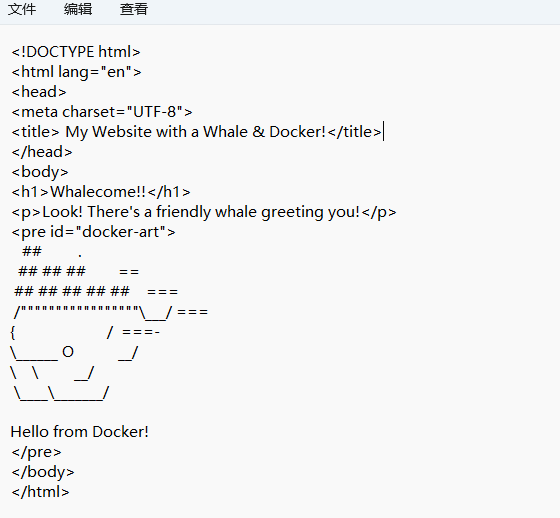 文件 编辑 查看
<!DOCTYPE html>
<html lang="en">
<head>
<meta charset="UTF-8">
<title> My Website with a Whale & Docker!</title>
</head>
<body>
<h1>Whalecome!!</h1>
<p>Look! There's a friendly whale greeting you!</p>
<pre id="docker-art">
   ##         .
  ## ## ##        ==
 ## ## ## ## ##    ===
 /"""""""""""""""""\___/ ===
{                       /  ===-
\______ O           __/
\    \         __/
 \____\_______/

Hello from Docker!
</pre>
</body>
</html>